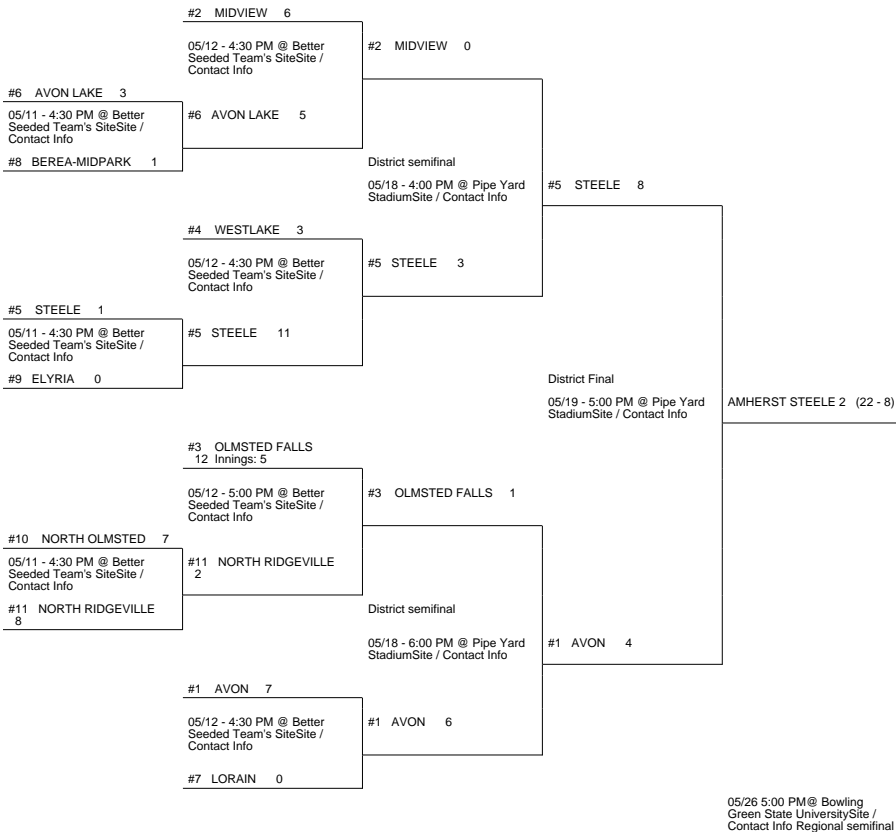 #2 MIDVIEW 6
05/12 - 4:30 PM @ Better
Seeded Team's SiteSite /
Contact Info
#2 MIDVIEW 0
#6 AVON LAKE 3
05/11 - 4:30 PM @ Better
Seeded Team's SiteSite /
Contact Info
#6 AVON LAKE 5
#8 BEREA-MIDPARK 1
District semifinal
05/18 - 4:00 PM @ Pipe Yard
StadiumSite / Contact Info
#5 STEELE 8
#4 WESTLAKE 3
05/12 - 4:30 PM @ Better
Seeded Team's SiteSite /
Contact Info
#5 STEELE 3
#5 STEELE 1
05/11 - 4:30 PM @ Better
Seeded Team's SiteSite /
Contact Info
#5 STEELE 11
#9 ELYRIA 0
District Final
05/19 - 5:00 PM @ Pipe Yard
StadiumSite / Contact Info
AMHERST STEELE 2 (22 - 8)
#3 OLMSTED FALLS
12 Innings: 5
05/12 - 5:00 PM @ Better
Seeded Team's SiteSite /
Contact Info
#3 OLMSTED FALLS 1
#10 NORTH OLMSTED 7
05/11 - 4:30 PM @ Better
Seeded Team's SiteSite /
Contact Info
#11 NORTH RIDGEVILLE
2
#11 NORTH RIDGEVILLE
8
District semifinal
05/18 - 6:00 PM @ Pipe Yard
StadiumSite / Contact Info
#1 AVON 4
#1 AVON 7
05/12 - 4:30 PM @ Better
Seeded Team's SiteSite /
Contact Info
#1 AVON 6
#7 LORAIN 0
05/26 5:00 PM@ Bowling
Green State UniversitySite /
Contact Info Regional semifinal